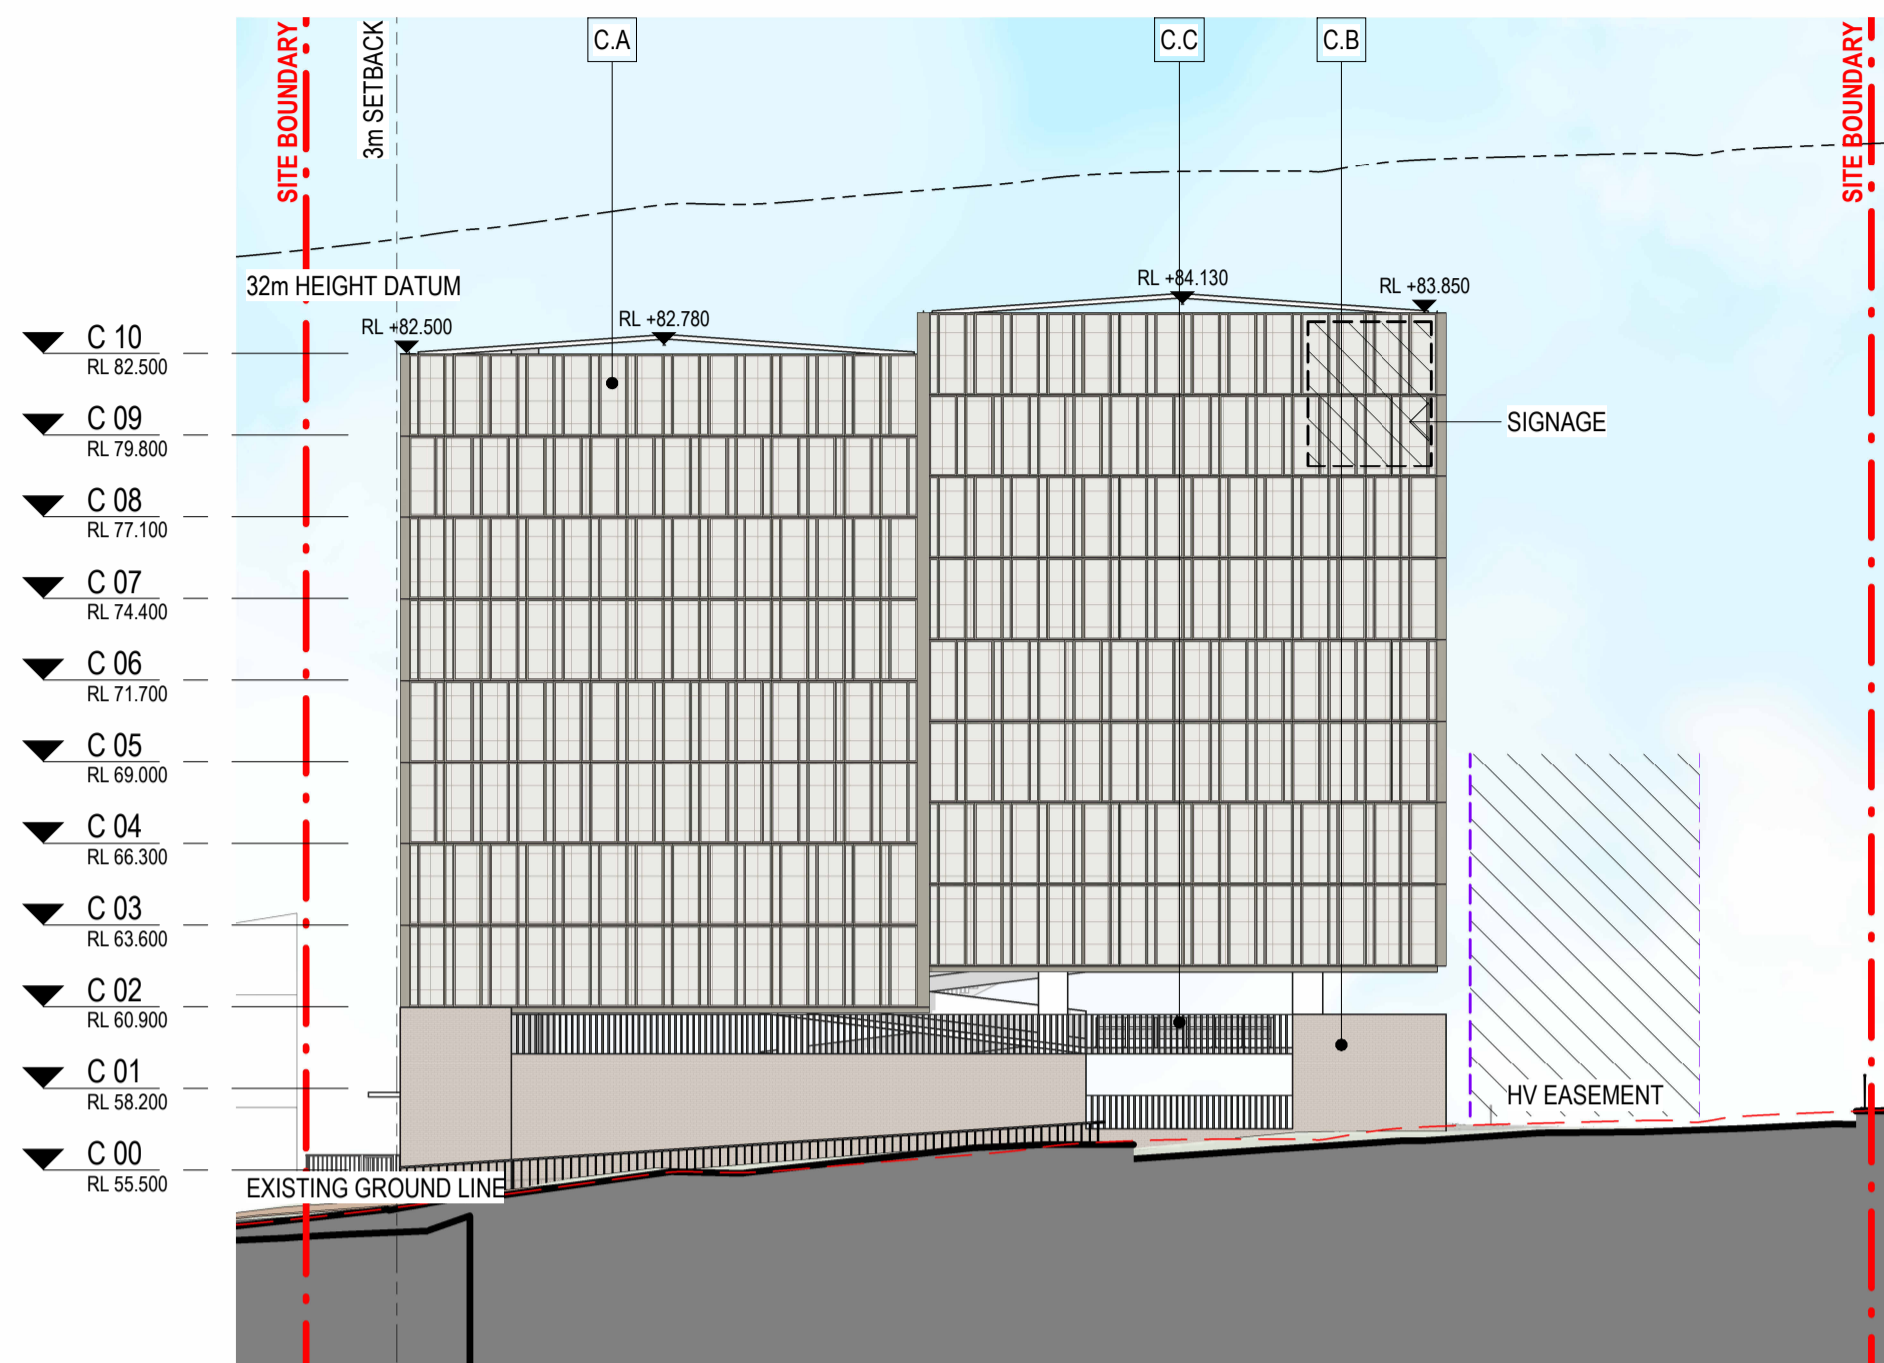 SITE BOUNDARY
3m SETBACK
C.A
C.C
C.B
SITE BOUNDARY
32m HEIGHT DATUM
RL +82.500
RL +82.780
RL +84.130
RL +83.850
SIGNAGE
C 10
RL 82.500
C 09
RL 79.800
C 08
RL 77.100
C 07
RL 74.400
C 06
RL 71.700
C 05
RL 69.000
C 04
RL 66.300
C 03
RL 63.600
C 02
RL 60.900
C 01
RL 58.200
C 00
RL 55.500
HV EASEMENT
EXISTING GROUND LINE